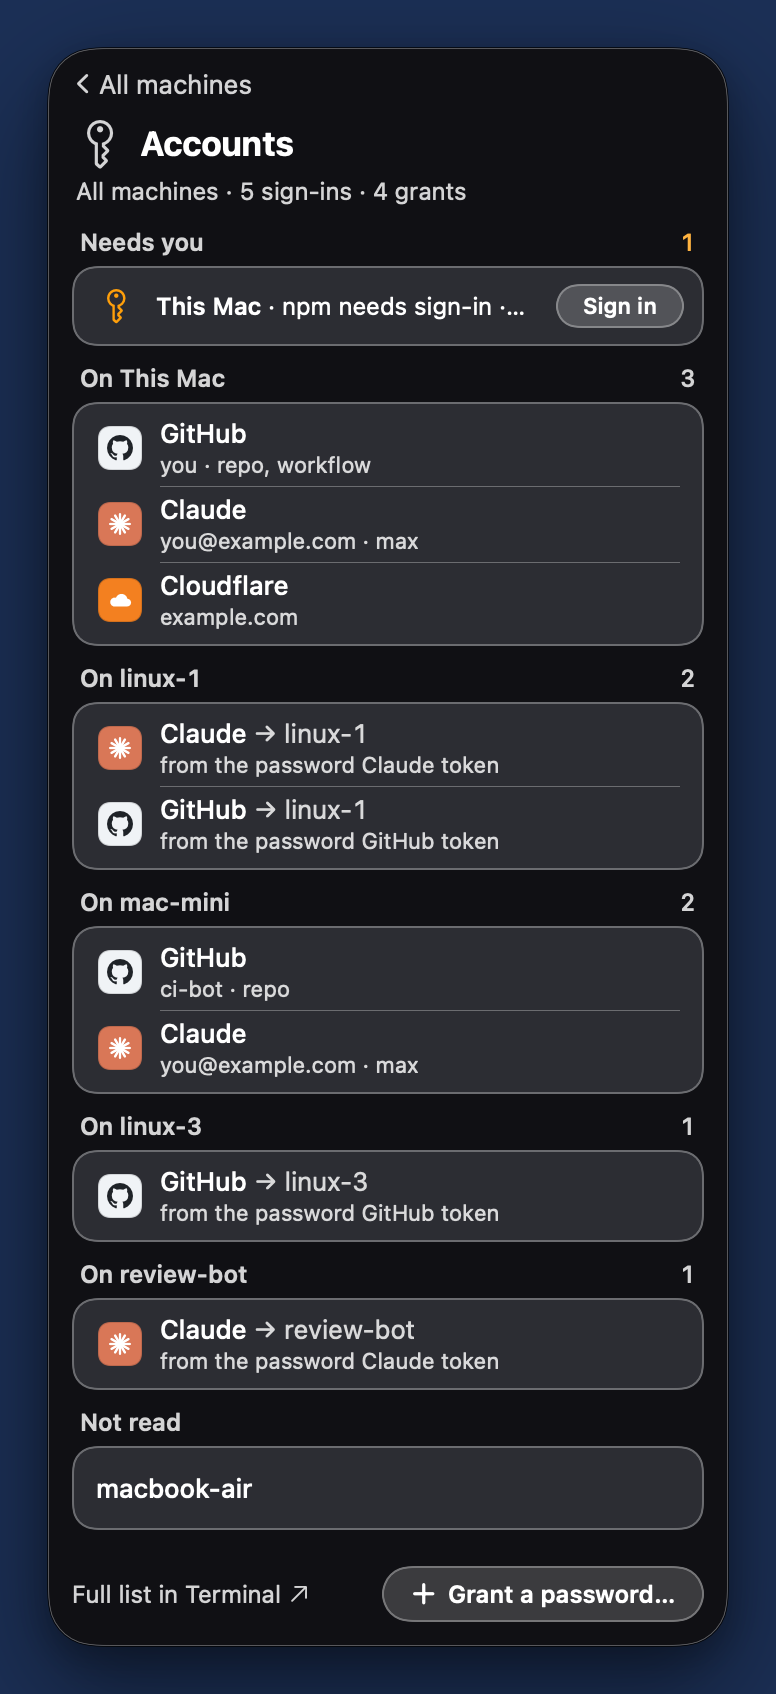 All machines
Accounts
All machines · 5 sign-ins · 4 grants
Needs you 1
This Mac · npm needs sign-in ·... Sign in
On This Mac 3
GitHub
you · repo, workflow
Claude
you@example.com · max
Cloudflare
example.com
On linux-1 2
Claude → linux-1
from the password Claude token
GitHub → linux-1
from the password GitHub token
On mac-mini 2
GitHub
ci-bot · repo
Claude
you@example.com · max
On linux-3 1
GitHub → linux-3
from the password GitHub token
On review-bot 1
Claude → review-bot
from the password Claude token
Not read
macbook-air
Full list in Terminal ↗ + Grant a password...